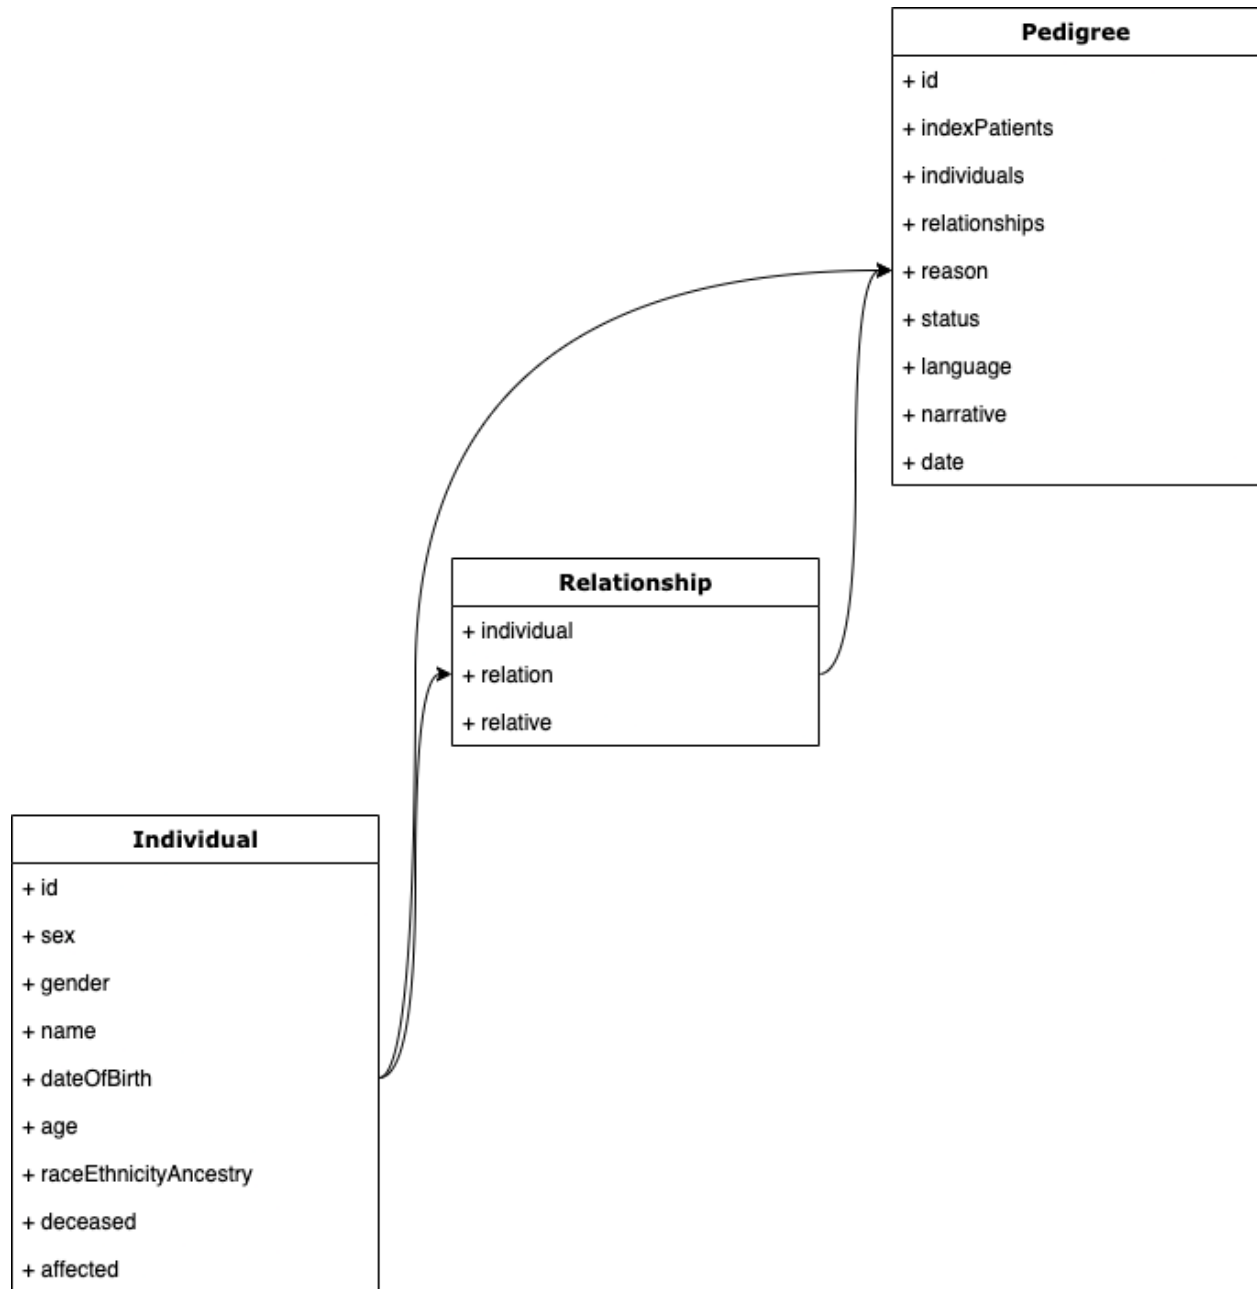 Pedigree
+ id
+ indexPatients
+ individuals
+ relationships
+ reason
+ status
+ language
+ narrative
+ date
Relationship
+ individual
+ relation
+ relative
Individual
+ id
+ sex
+ gender
+ name
+ dateOfBirth
+ age
+ raceEthnicityAncestry
+ deceased
+ affected